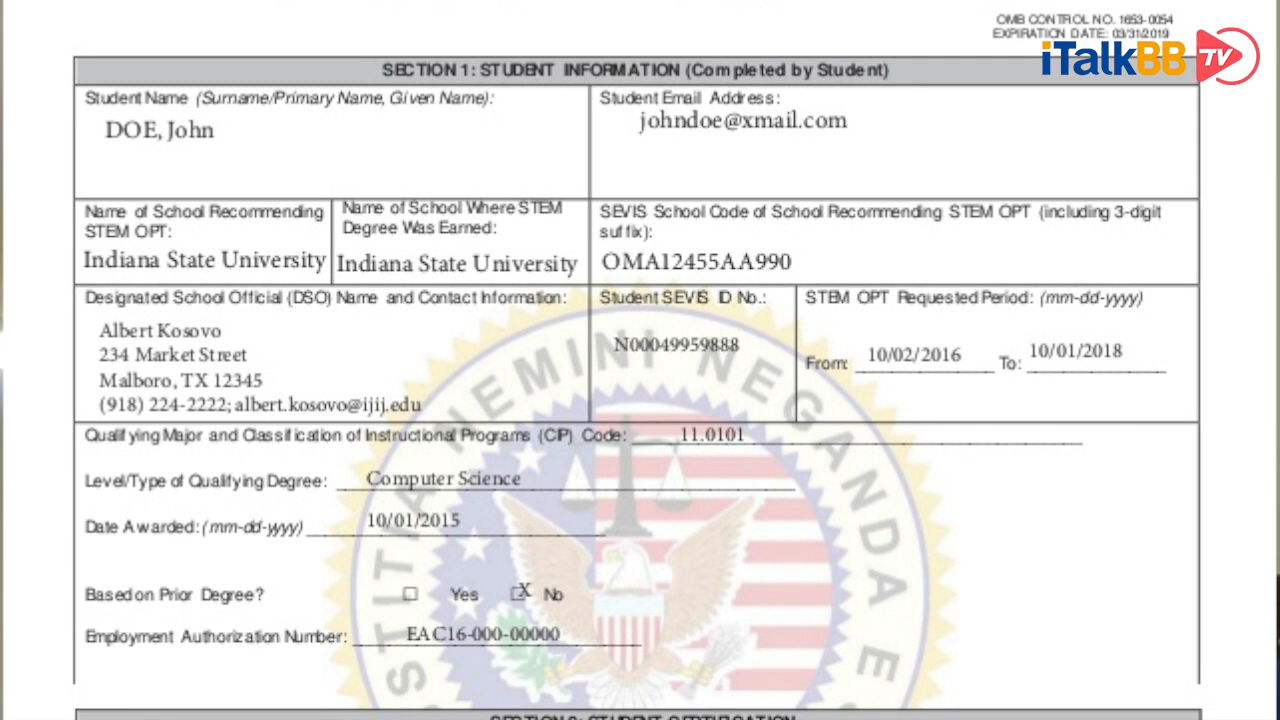 OMB CONTROL NO. 1653-0054
EXPIRATION DATE: 03/31/2019
iTalkBB TV
SECTION 1: STUDENT INFORMATION (Completed by Student)
Student Name (Surname/Primary Name, Given Name):
DOE, John
Student Email Address:
johndoe@xmail.com
Name of School Recommending
STEM OPT:
Indiana State University
Name of School Where STEM
Degree Was Earned:
Indiana State University
SEVIS School Code of School Recommending STEM OPT (including 3-digit
suffix):
OMA12455AA990
Designated School Official (DSO) Name and Contact Information:
Albert Kosovo
234 Market Street
Malboro, TX 12345
(918) 224-2222; albert.kosovo@ijij.edu
Student SEVIS ID No.:
N00049959888
STEM OPT Requested Period: (mm-dd-yyyy)
From: 10/02/2016 To: 10/01/2018
Qualifying Major and Classification of Instructional Programs (CIP) Code: 11.0101
Level/Type of Qualifying Degree: Computer Science
Date Awarded: (mm-dd-yyyy) 10/01/2015
Based on Prior Degree? Yes X No
Employment Authorization Number: EAC16-000-00000
NEMINI NEGANDA E
STITIA
SECTION 2: STUDENT CERTIFICATION